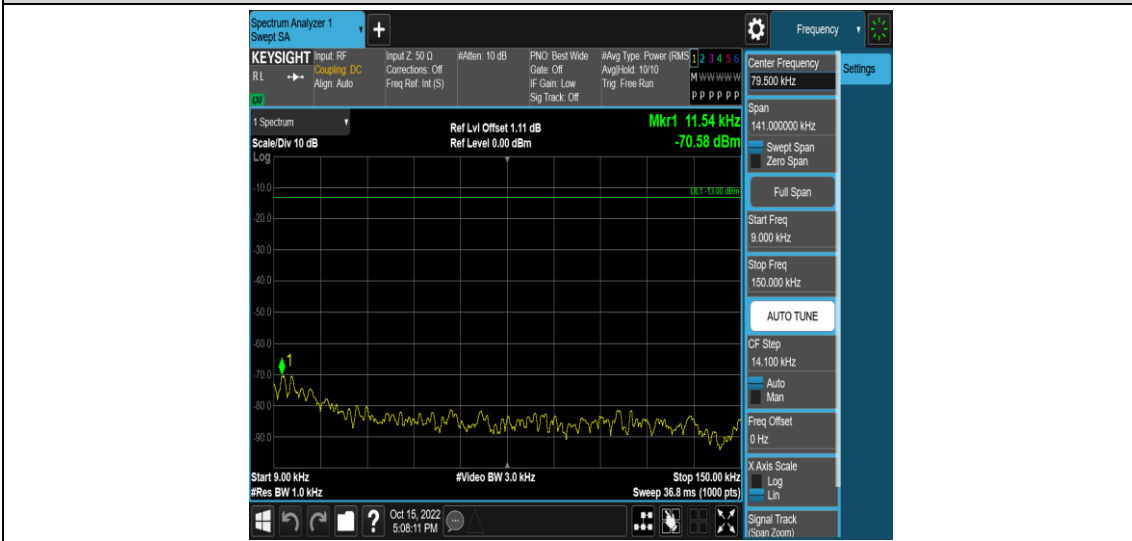 Spectrum Analyzer 1
Swept SA
+
Frequency
KEYSIGHT
RL
Input: RF
Coupling: DC
Align: Auto
Input Z: 50 Ω
Corrections: Off
Freq Ref: Int (S)
#Atten: 10 dB
PNO: Best Wide
Gate: Off
IF Gain: Low
Sig Track: Off
#Avg Type: Power (RMS
Avg|Hold: 10/10
Trig: Free Run
1 2 3 4 5 6
M W W W W W
P P P P P P
1 Spectrum
Scale/Div 10 dB
Log
Ref Lvl Offset 1.11 dB
Ref Level 0.00 dBm
Mkr1 11.54 kHz
-70.58 dBm
DL1 -13.00 dBm
-10.0
-20.0
-30.0
-40.0
-50.0
-60.0
-70.0
-80.0
-90.0
1
Start 9.00 kHz
#Res BW 1.0 kHz
#Video BW 3.0 kHz
Stop 150.00 kHz
Sweep 36.8 ms (1000 pts)
?
Oct 15, 2022
5:08:11 PM
Center Frequency
79.500 kHz
Span
141.000000 kHz
Swept Span
Zero Span
Full Span
Start Freq
9.000 kHz
Stop Freq
150.000 kHz
AUTO TUNE
CF Step
14.100 kHz
Auto
Man
Freq Offset
0 Hz
X Axis Scale
Log
Lin
Signal Track
(Span Zoom)
Settings